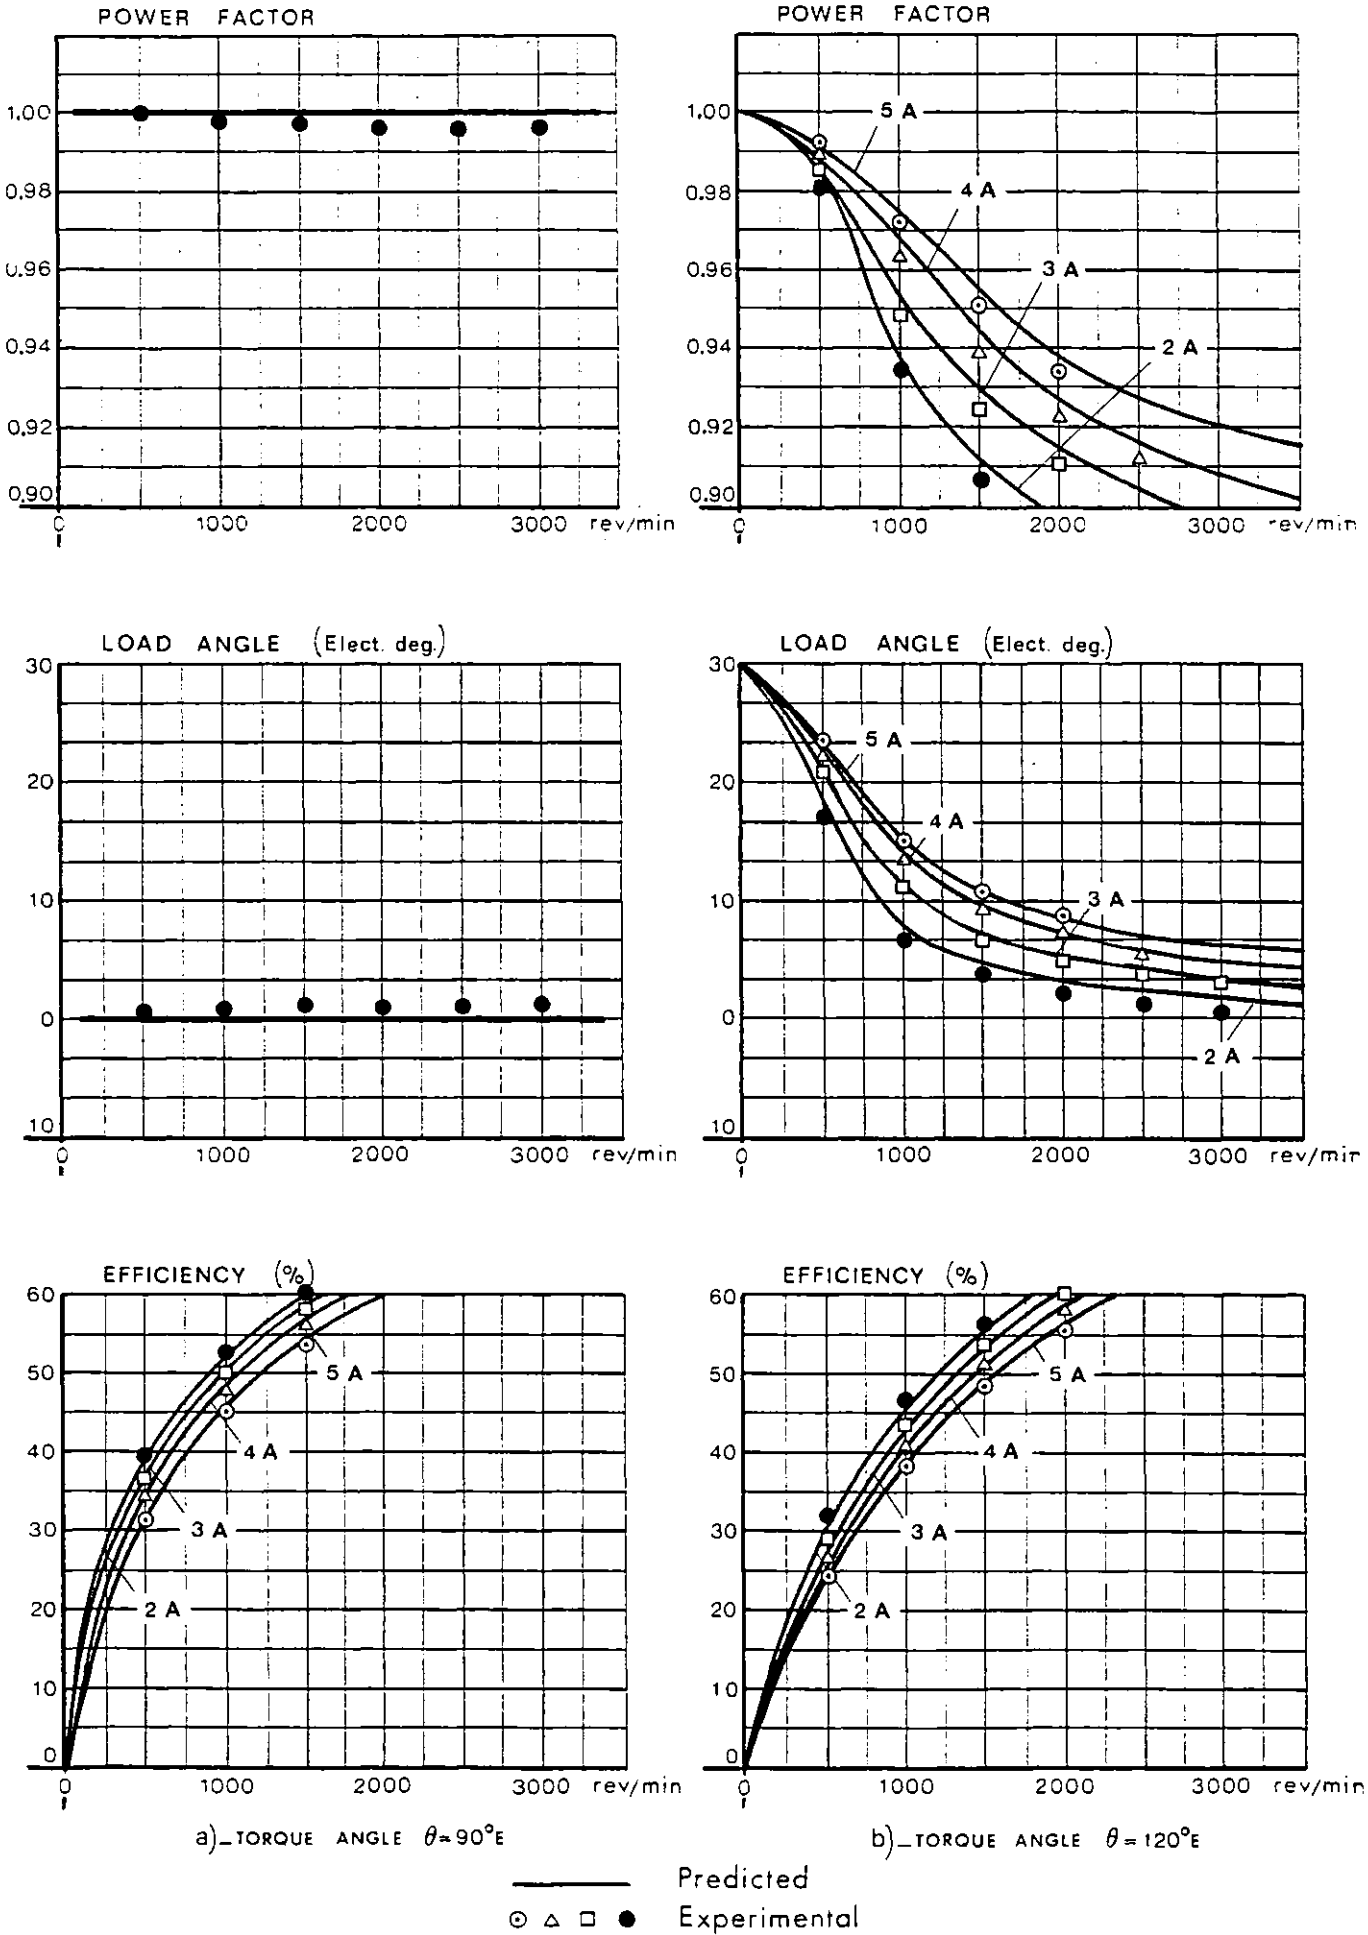 POWER FACTOR
1.00
0.98
0.96
0.94
0.92
0.90
0 1000 2000 3000 rev/min
POWER FACTOR
1.00
0.98
0.96
0.94
0.92
0.90
5 A
4 A
3 A
2 A
0 1000 2000 3000 rev/min
LOAD ANGLE (Elect. deg.)
30
20
10
0
10
0 1000 2000 3000 rev/min
LOAD ANGLE (Elect. deg.)
30
20
10
0
10
5 A
4 A
3 A
2 A
0 1000 2000 3000 rev/min
EFFICIENCY (%)
60
50
40
30
20
10
0
5 A
4 A
3 A
2 A
0 1000 2000 3000 rev/min
a)_TORQUE ANGLE θ=90°E
EFFICIENCY (%)
60
50
40
30
20
10
0
5 A
4 A
3 A
2 A
0 1000 2000 3000 rev/min
b)_TORQUE ANGLE θ=120°E
Predicted
Experimental